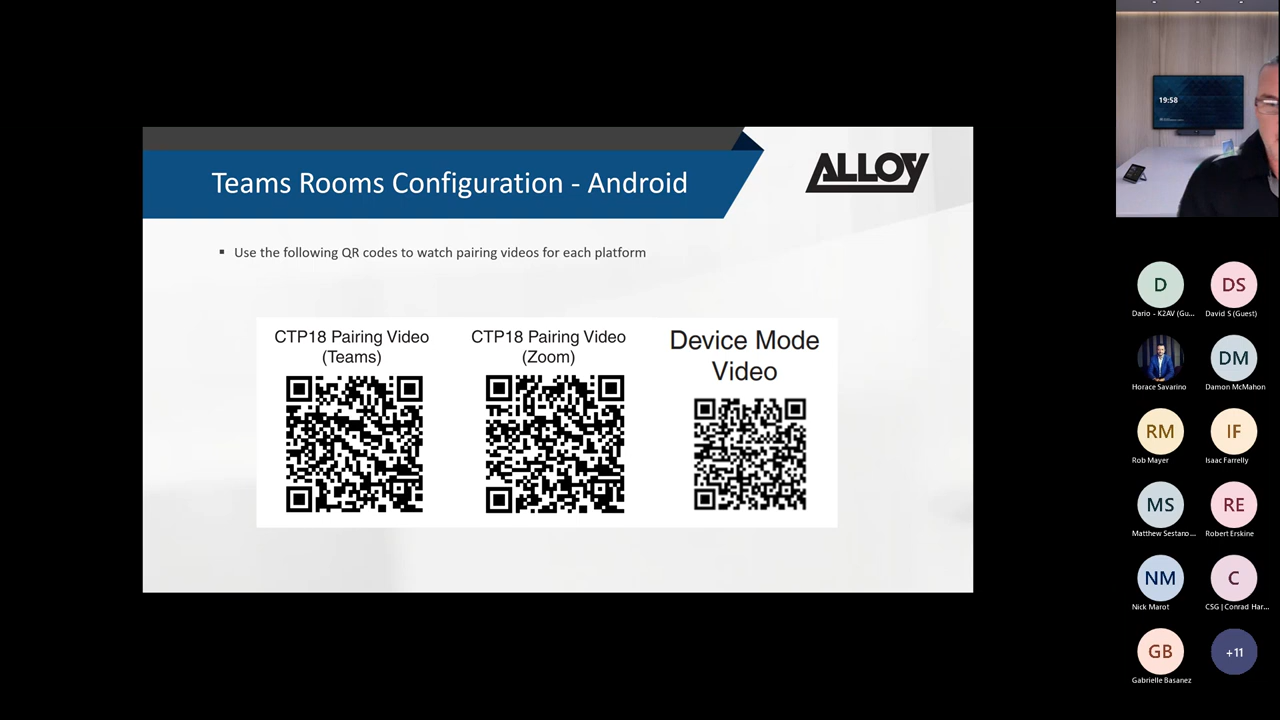 Teams Rooms Configuration - Android
ALLOY
▪ Use the following QR codes to watch pairing videos for each platform
CTP18 Pairing Video
(Teams)
CTP18 Pairing Video
(Zoom)
Device Mode
Video
19:58
D
DS
Dario - K2AV (Gu...
David S (Guest)
DM
Horace Savarino
Damon McMahon
RM
IF
Rob Mayer
Isaac Farrelly
MS
RE
Matthew Sestano...
Robert Erskine
NM
C
Nick Marot
CSG | Conrad Har...
GB
+11
Gabrielle Basanez